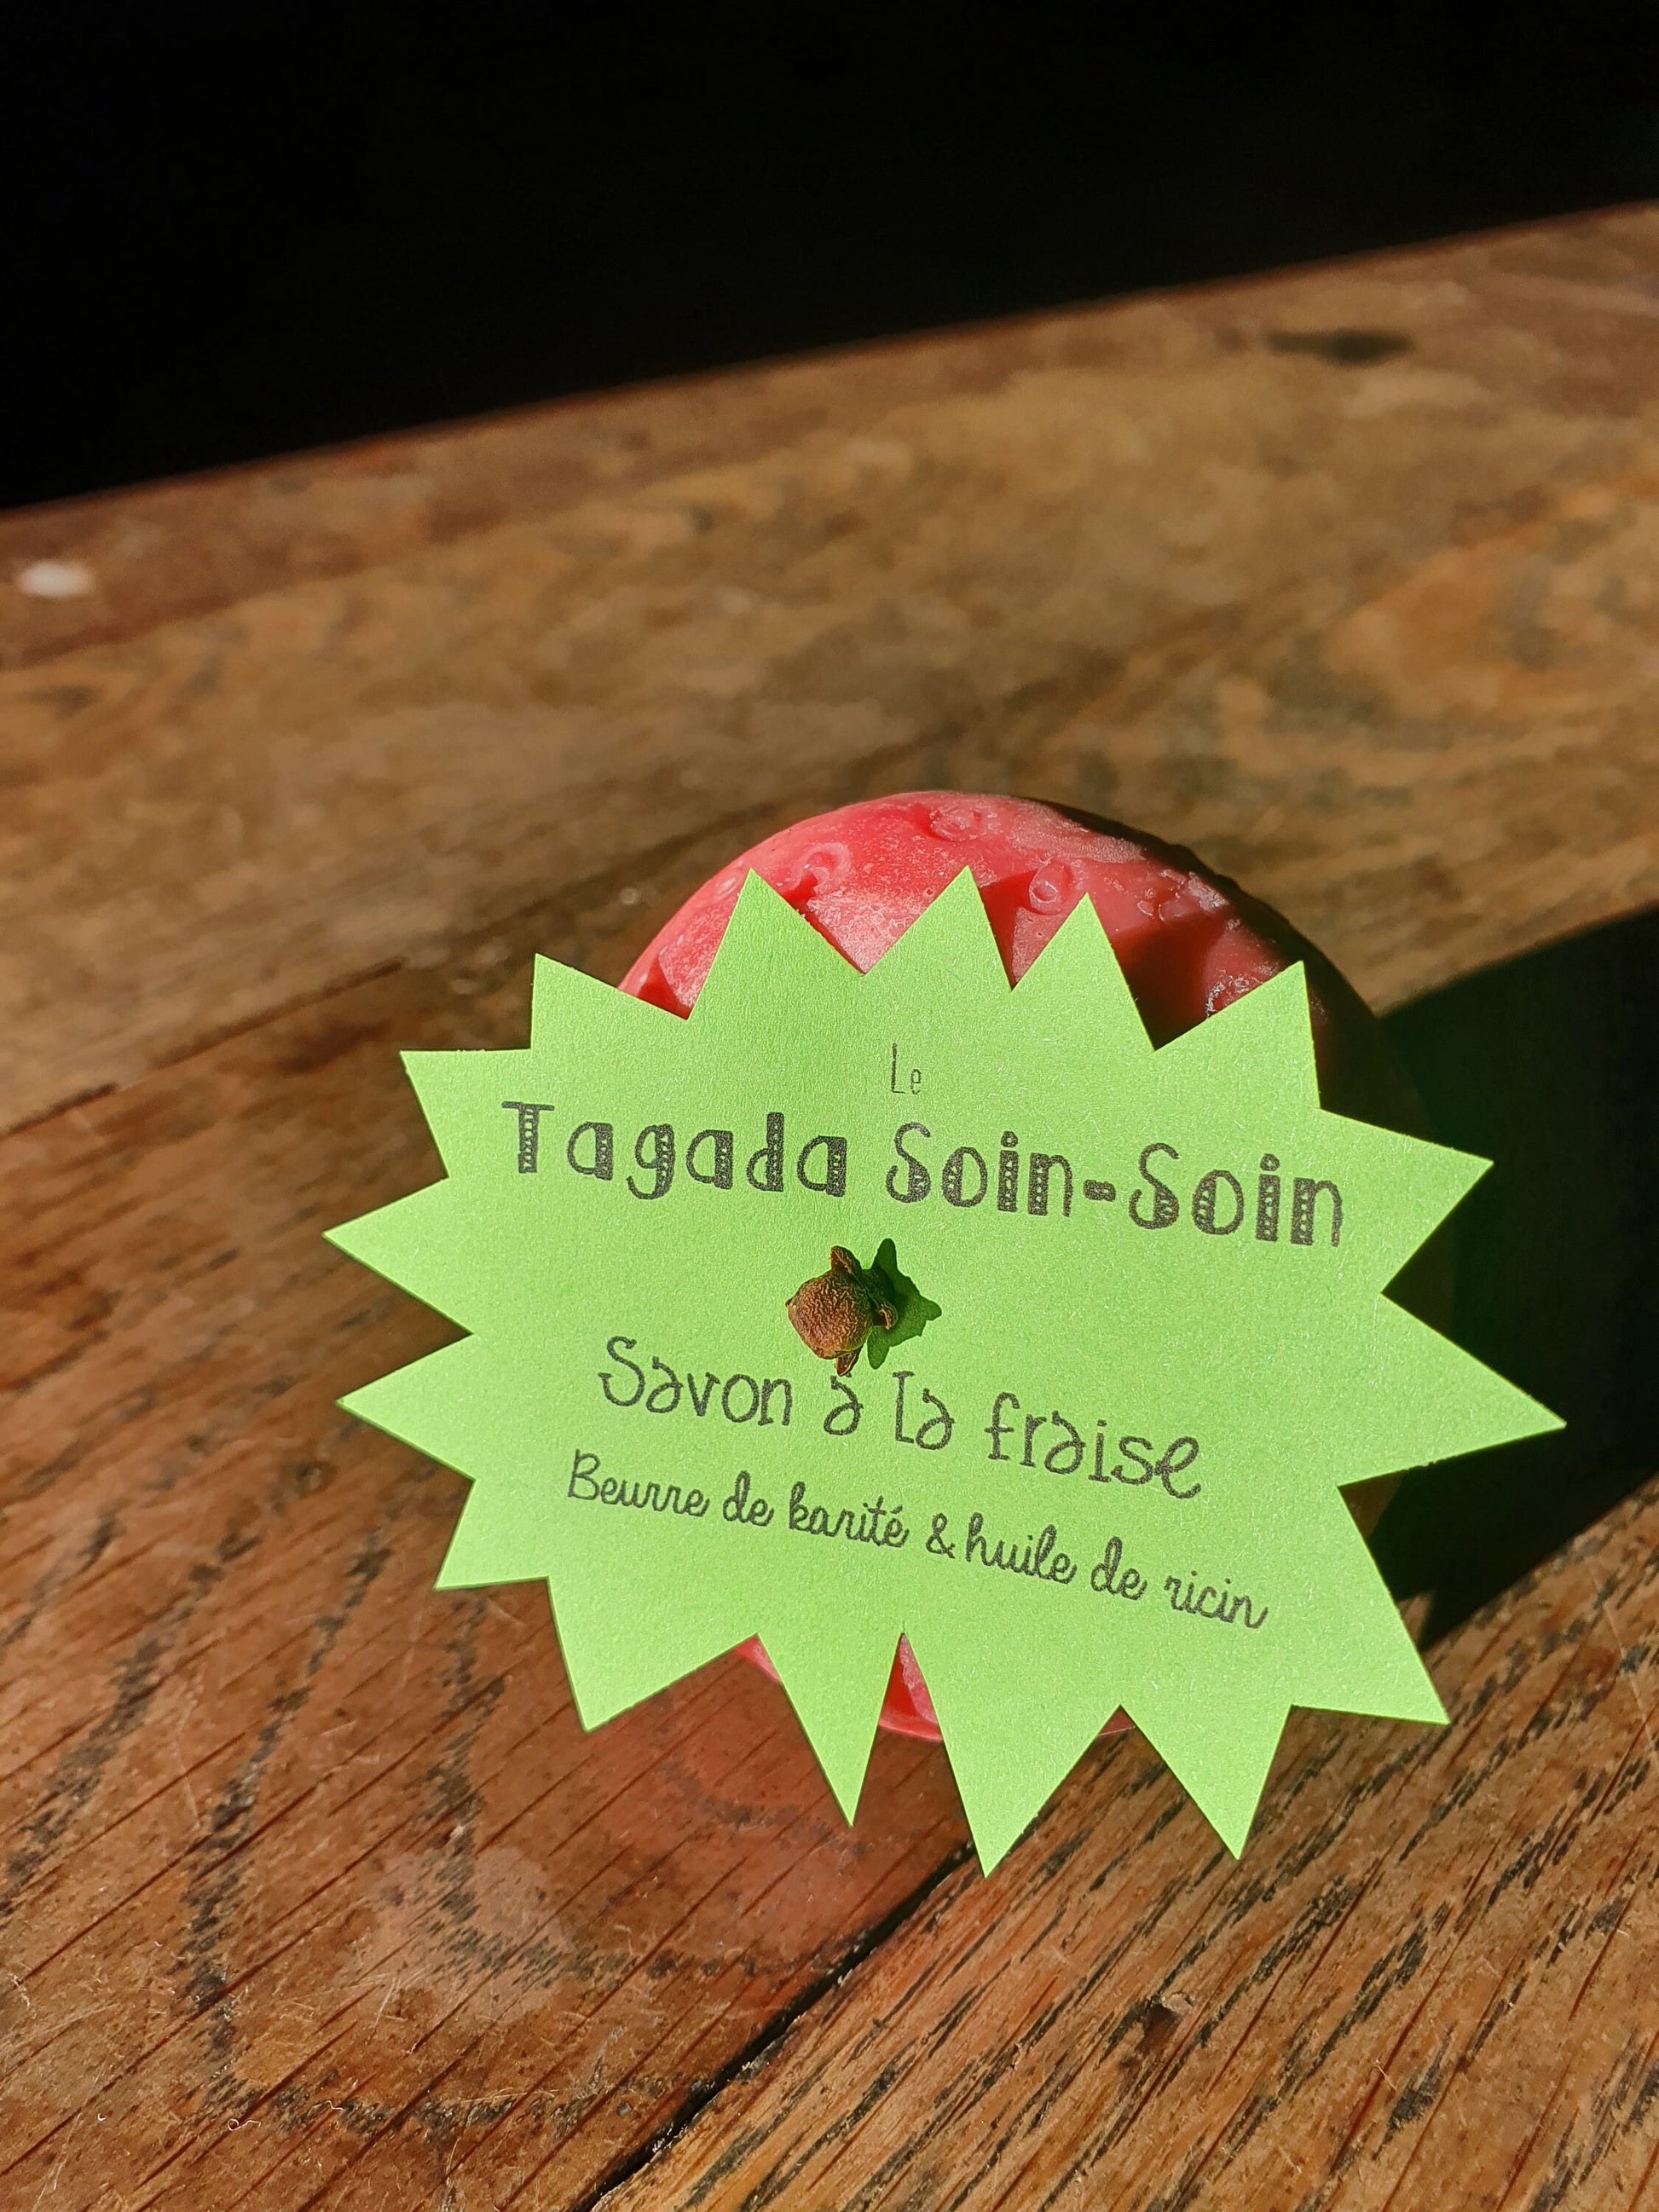 Le
Tagada Soin-Soin
Savon à la fraise
Beurre de karité & huile de ricin